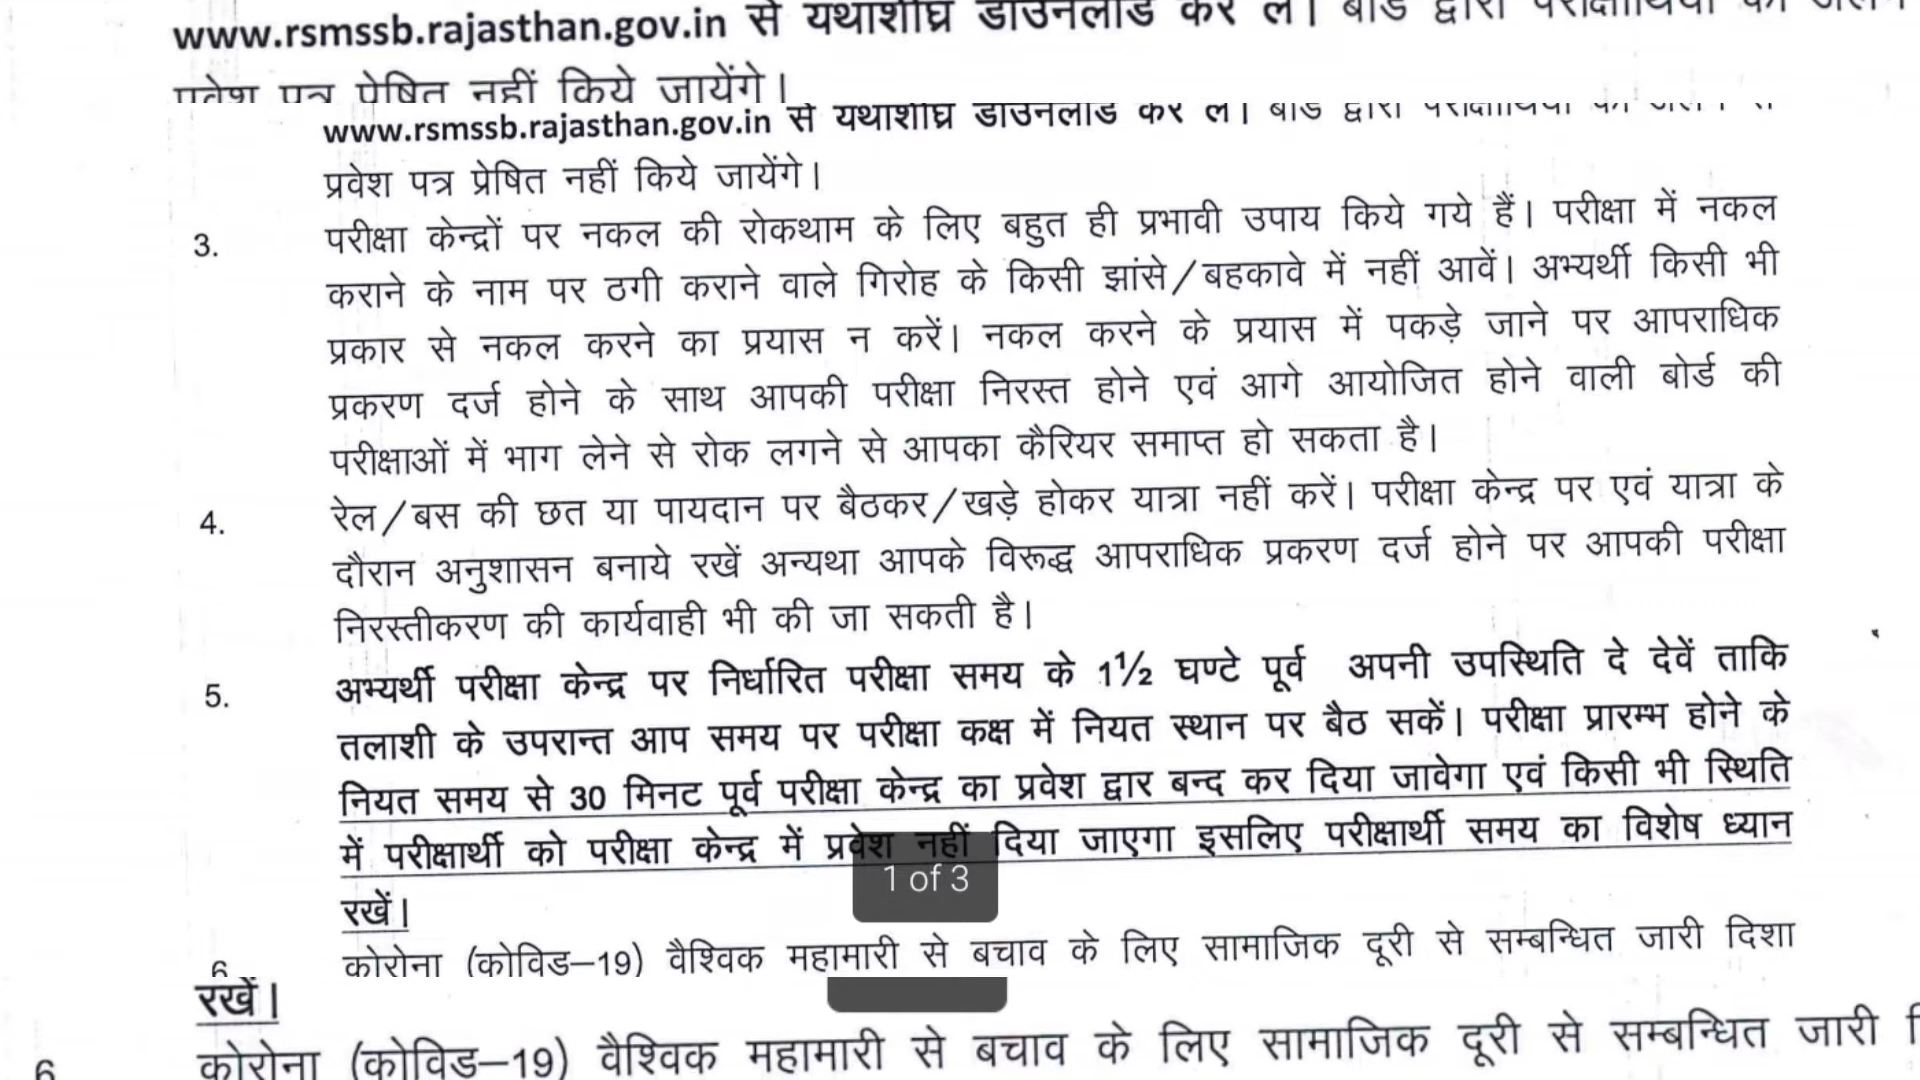 www.rsmssb.rajasthan.gov.in से यथाशीघ्र डाउनलोड कर लें। बोर्ड द्वारा परीक्षार्थियों को
प्रवेश पत्र प्रेषित नहीं किये जायेंगे।
www.rsmssb.rajasthan.gov.in से यथाशीघ्र डाउनलोड कर लें। बोर्ड द्वारा परीक्षार्थियों को
प्रवेश पत्र प्रेषित नहीं किये जायेंगे।
3. परीक्षा केन्द्रों पर नकल की रोकथाम के लिए बहुत ही प्रभावी उपाय किये गये हैं। परीक्षा में नकल
कराने के नाम पर ठगी कराने वाले गिरोह के किसी झांसे/बहकावे में नहीं आवें। अभ्यर्थी किसी भी
प्रकार से नकल करने का प्रयास न करें। नकल करने के प्रयास में पकड़े जाने पर आपराधिक
प्रकरण दर्ज होने के साथ आपकी परीक्षा निरस्त होने एवं आगे आयोजित होने वाली बोर्ड की
परीक्षाओं में भाग लेने से रोक लगने से आपका कैरियर समाप्त हो सकता है।
4. रेल/बस की छत या पायदान पर बैठकर/खड़े होकर यात्रा नहीं करें। परीक्षा केन्द्र पर एवं यात्रा के
दौरान अनुशासन बनाये रखें अन्यथा आपके विरूद्ध आपराधिक प्रकरण दर्ज होने पर आपकी परीक्षा
निरस्तीकरण की कार्यवाही भी की जा सकती है।
5. अभ्यर्थी परीक्षा केन्द्र पर निर्धारित परीक्षा समय के 1½ घण्टे पूर्व अपनी उपस्थिति दे देवें ताकि
तलाशी के उपरान्त आप समय पर परीक्षा कक्ष में नियत स्थान पर बैठ सकें। परीक्षा प्रारम्भ होने के
नियत समय से 30 मिनट पूर्व परीक्षा केन्द्र का प्रवेश द्वार बन्द कर दिया जावेगा एवं किसी भी स्थिति
में परीक्षार्थी को परीक्षा केन्द्र में प्रवेश नहीं दिया जाएगा इसलिए परीक्षार्थी समय का विशेष ध्यान
1 of 3
रखें।
6 कोरोना (कोविड–19) वैश्विक महामारी से बचाव के लिए सामाजिक दूरी से सम्बन्धित जारी दिशा
रखें।
6 कोरोना (कोविड–19) वैश्विक महामारी से बचाव के लिए सामाजिक दूरी से सम्बन्धित जारी